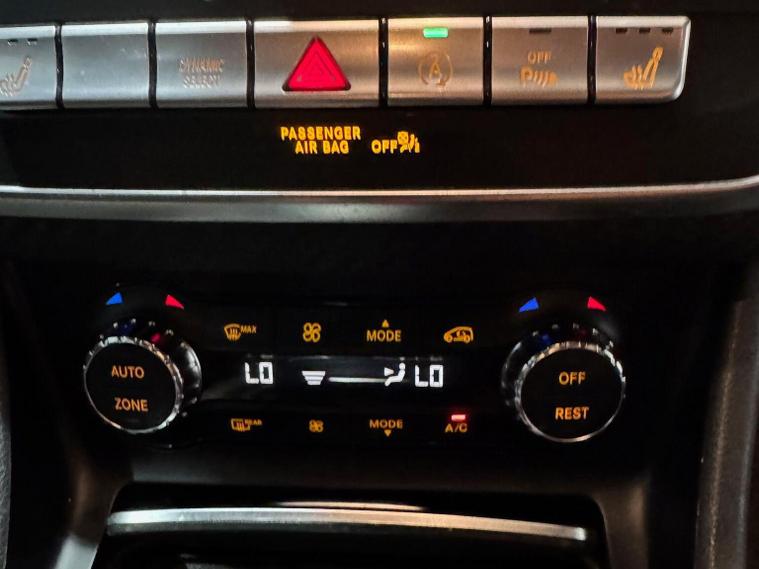 DYNAMIC
SELECT
A
OFF
P
PASSENGER
AIR BAG
OFF
MAX
MODE
AUTO
ZONE
LO
LO
OFF
REST
REAR
MODE
A/C